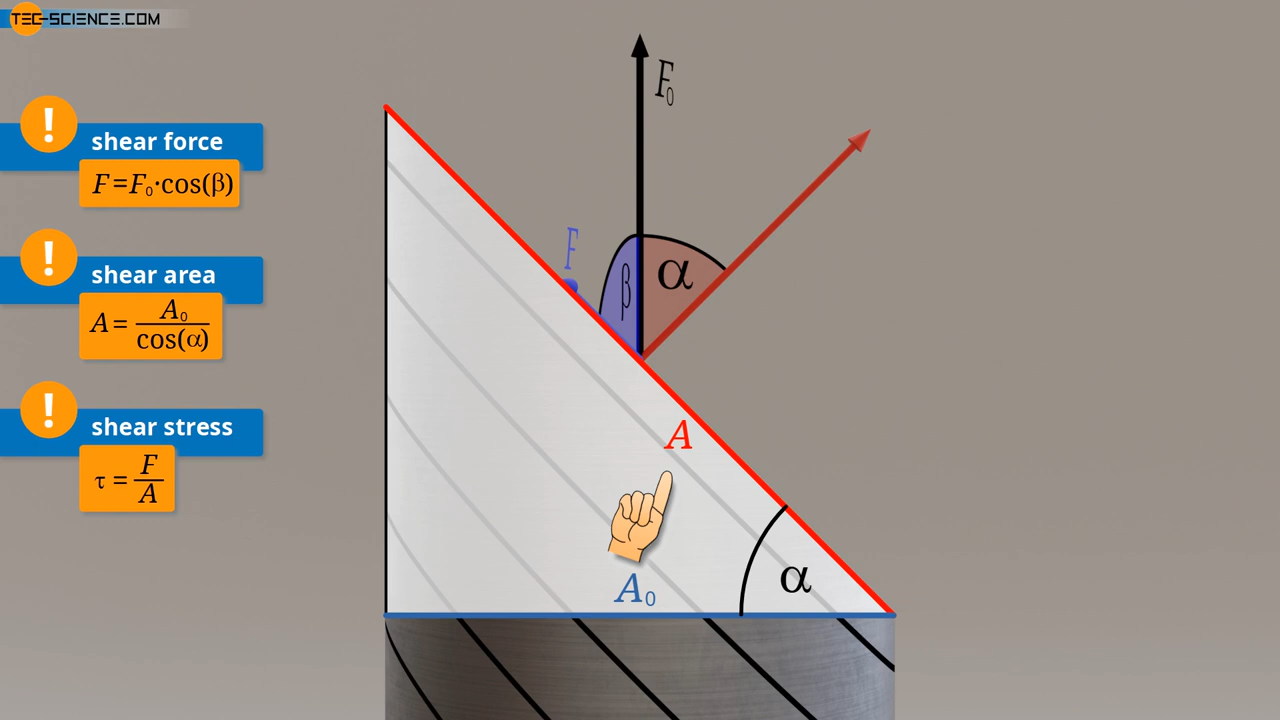 TEC-SCIENCE.COM
! shear force
F=F₀·cos(β)
! shear area
A = A₀ / cos(α)
! shear stress
τ = F / A
F₀
F
β
α
A
α
A₀